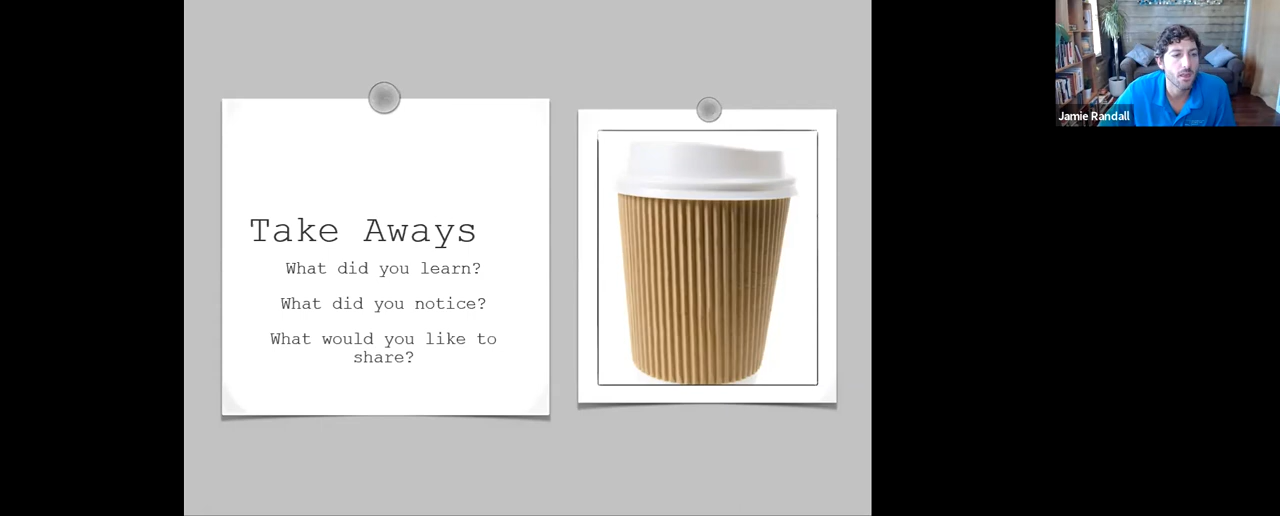 Take Aways
What did you learn?
What did you notice?
What would you like to
share?
Jamie Randall